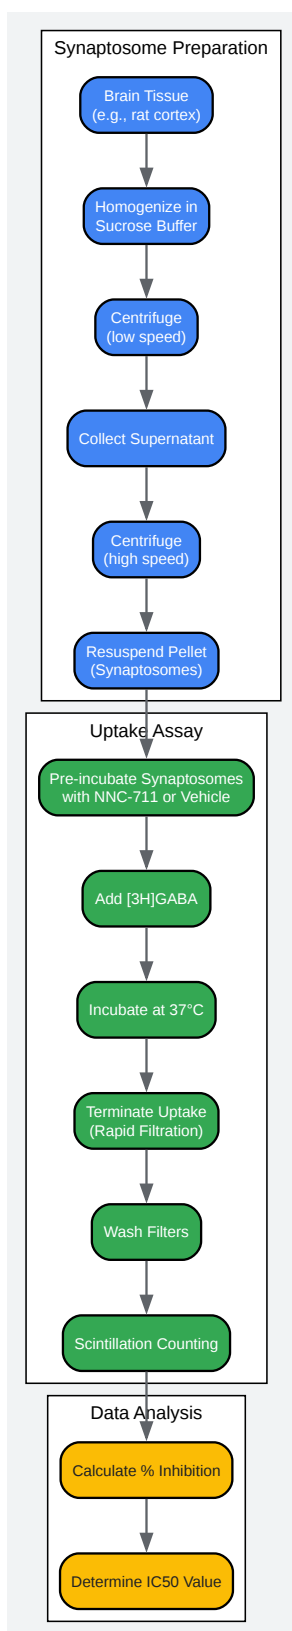 Synaptosome Preparation
Brain Tissue
(e.g., rat cortex)
Homogenize in
Sucrose Buffer
Centrifuge
(low speed)
Collect Supernatant
Centrifuge
(high speed)
Resuspend Pellet
(Synaptosomes)
Uptake Assay
Pre-incubate Synaptosomes
with NNC-711 or Vehicle
Add [3H]GABA
Incubate at 37°C
Terminate Uptake
(Rapid Filtration)
Wash Filters
Scintillation Counting
Data Analysis
Calculate % Inhibition
Determine IC50 Value